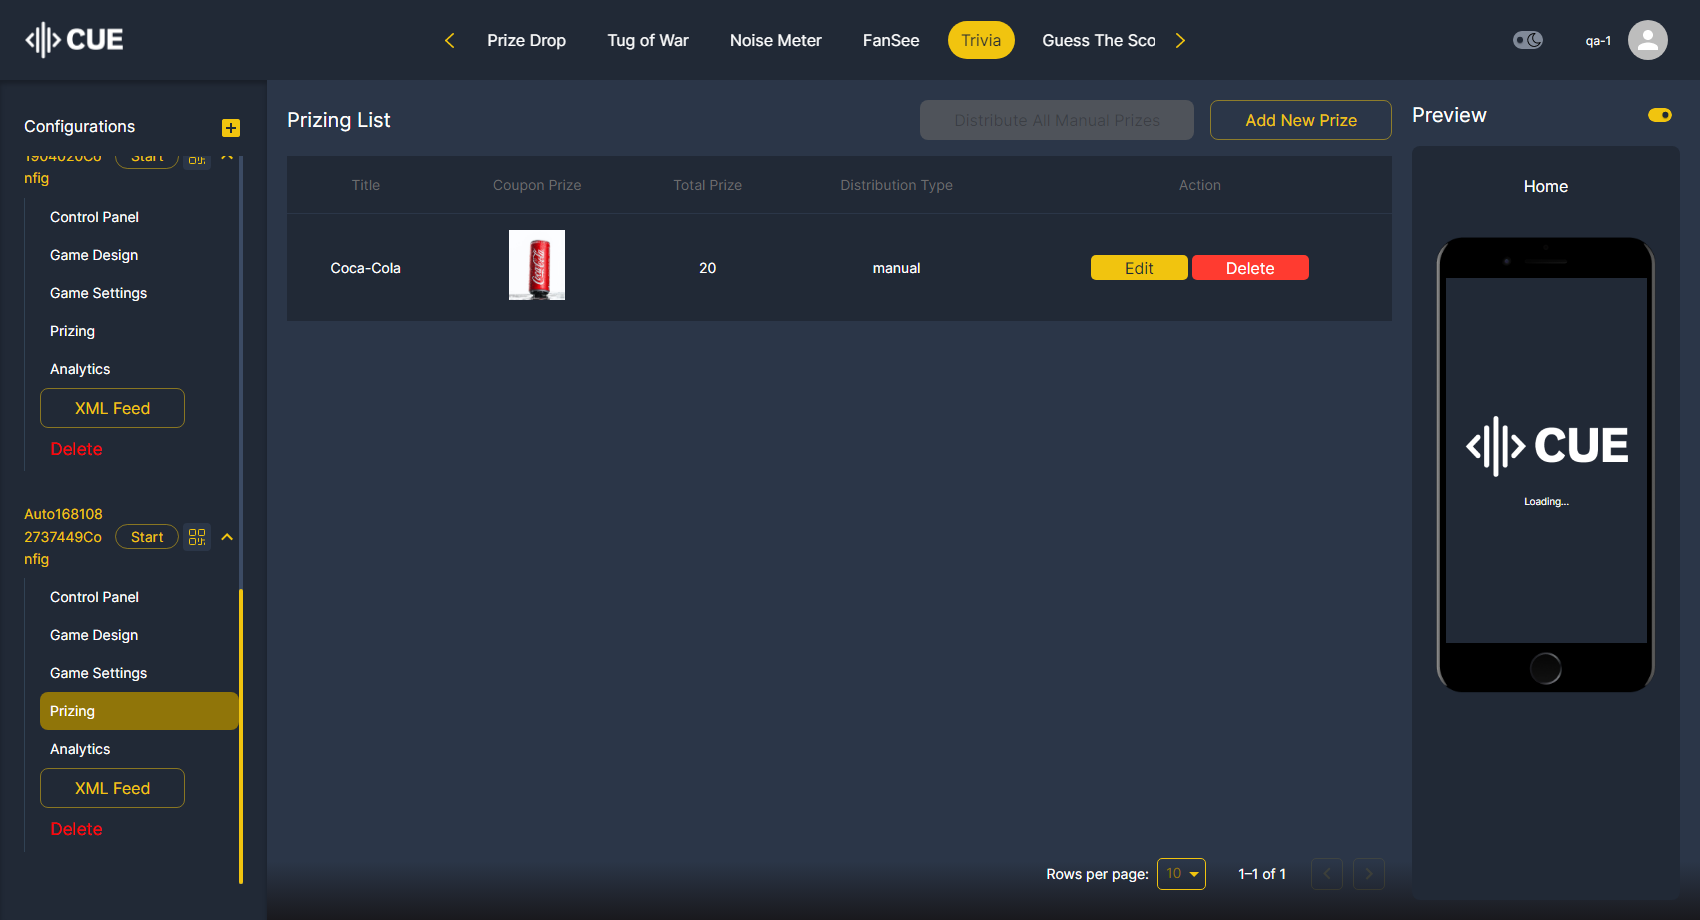 CUE
Prize Drop
Tug of War
Noise Meter
FanSee
Trivia
Guess The Sco
qa-1
Configurations
1904020Co
nfig
Start
Control Panel
Game Design
Game Settings
Prizing
Analytics
XML Feed
Delete
Auto168108
2737449Co
nfig
Start
Control Panel
Game Design
Game Settings
Prizing
Analytics
XML Feed
Delete
Prizing List
Distribute All Manual Prizes
Add New Prize
Title
Coupon Prize
Total Prize
Distribution Type
Action
Coca-Cola
Coca-Cola
20
manual
Edit
Delete
Rows per page:
10
1–1 of 1
Preview
Home
CUE
Loading...